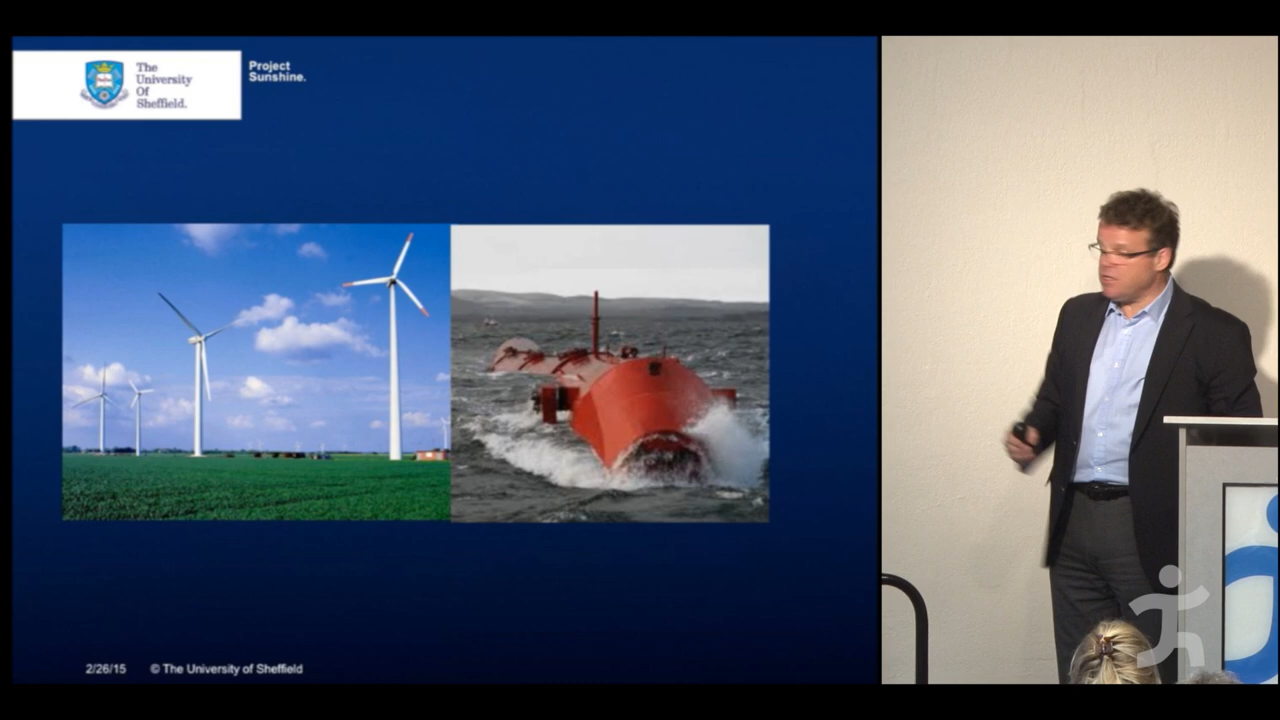 The
University
Of
Sheffield.
Project
Sunshine.
2/26/15 © The University of Sheffield